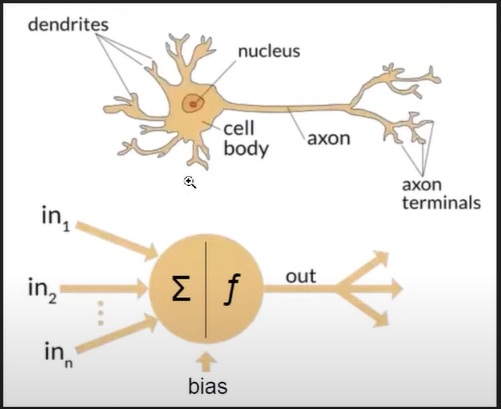 dendrites
nucleus
cell
body
axon
axon
terminals
in1
in2
inn
Σ f
out
bias